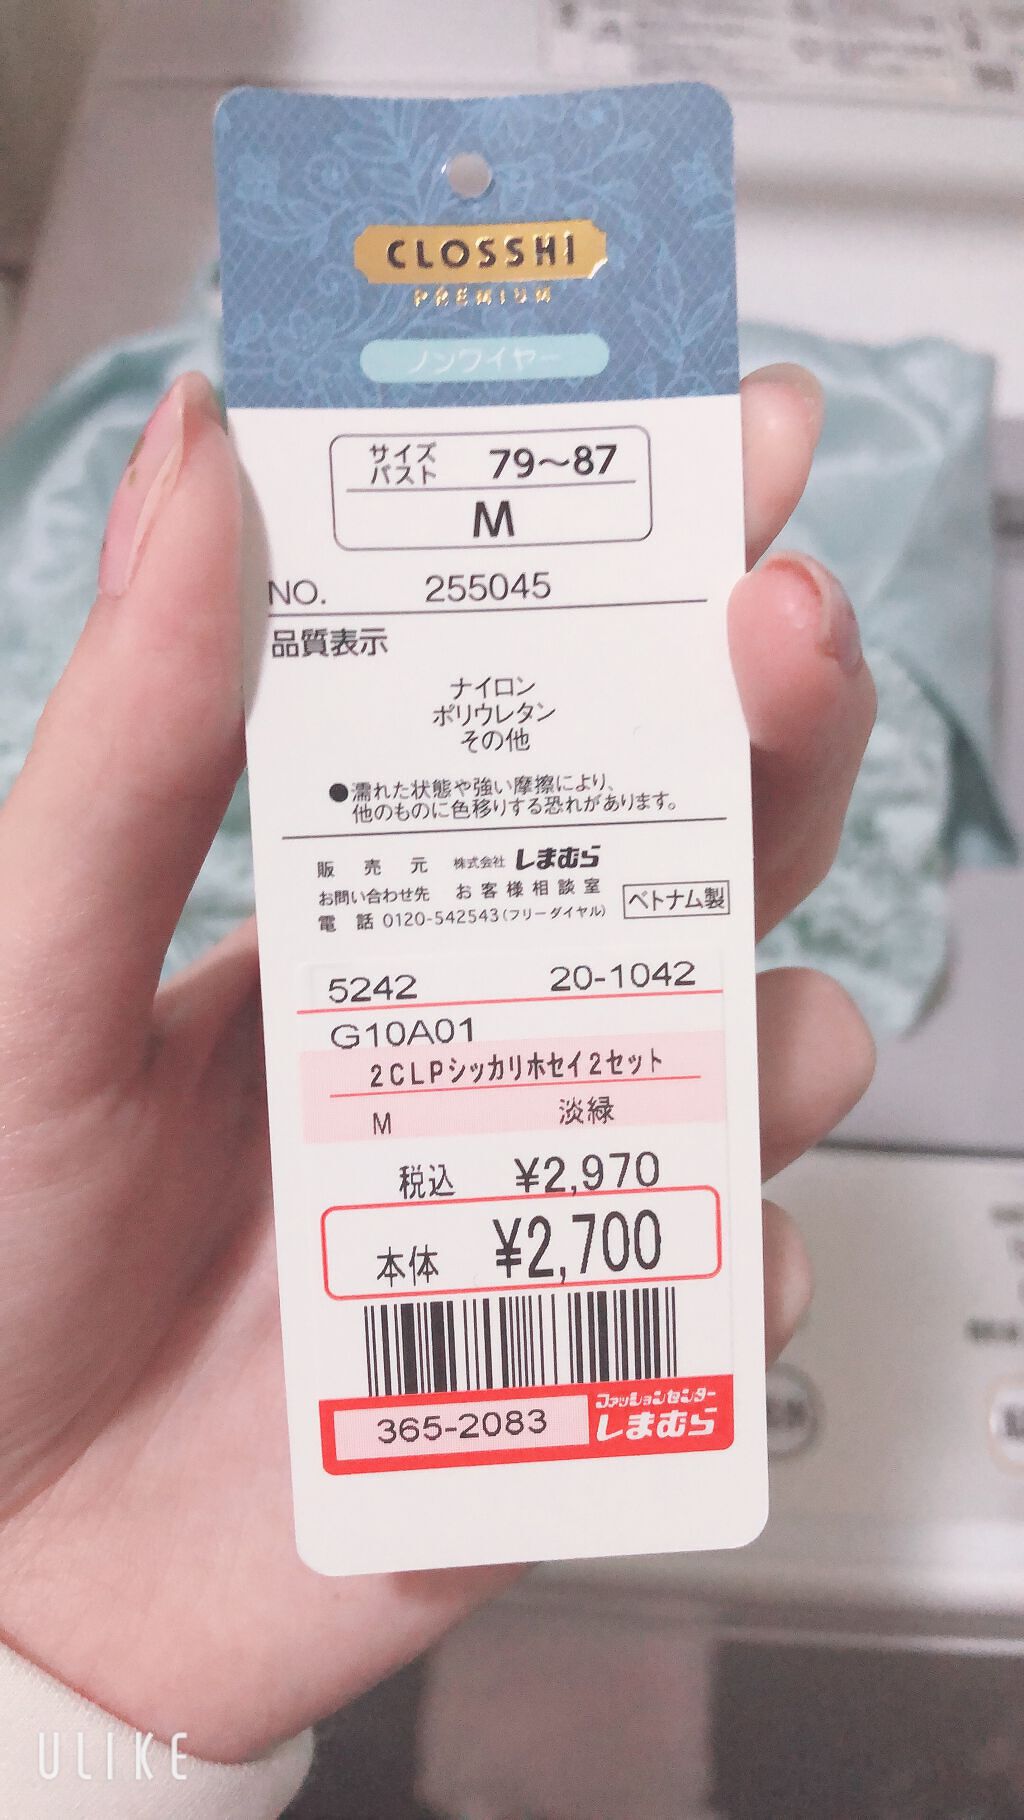 CLOSSHI
PREMIUM
ノンワイヤー
サイズ
バスト 79〜87
M
NO. 255045
品質表示
ナイロン
ポリウレタン
その他
●濡れた状態や強い摩擦により、
他のものに色移りする恐れがあります。
販売元 株式会社 しまむら
お問い合わせ先 お客様相談室
電話 0120-542543(フリーダイヤル)
ベトナム製
5242 20-1042
G10A01
2CLPシッカリホセイ2セット
M 淡緑
税込 ¥2,970
本体 ¥2,700
365-2083
ファッションセンター
しまむら
ULIKE